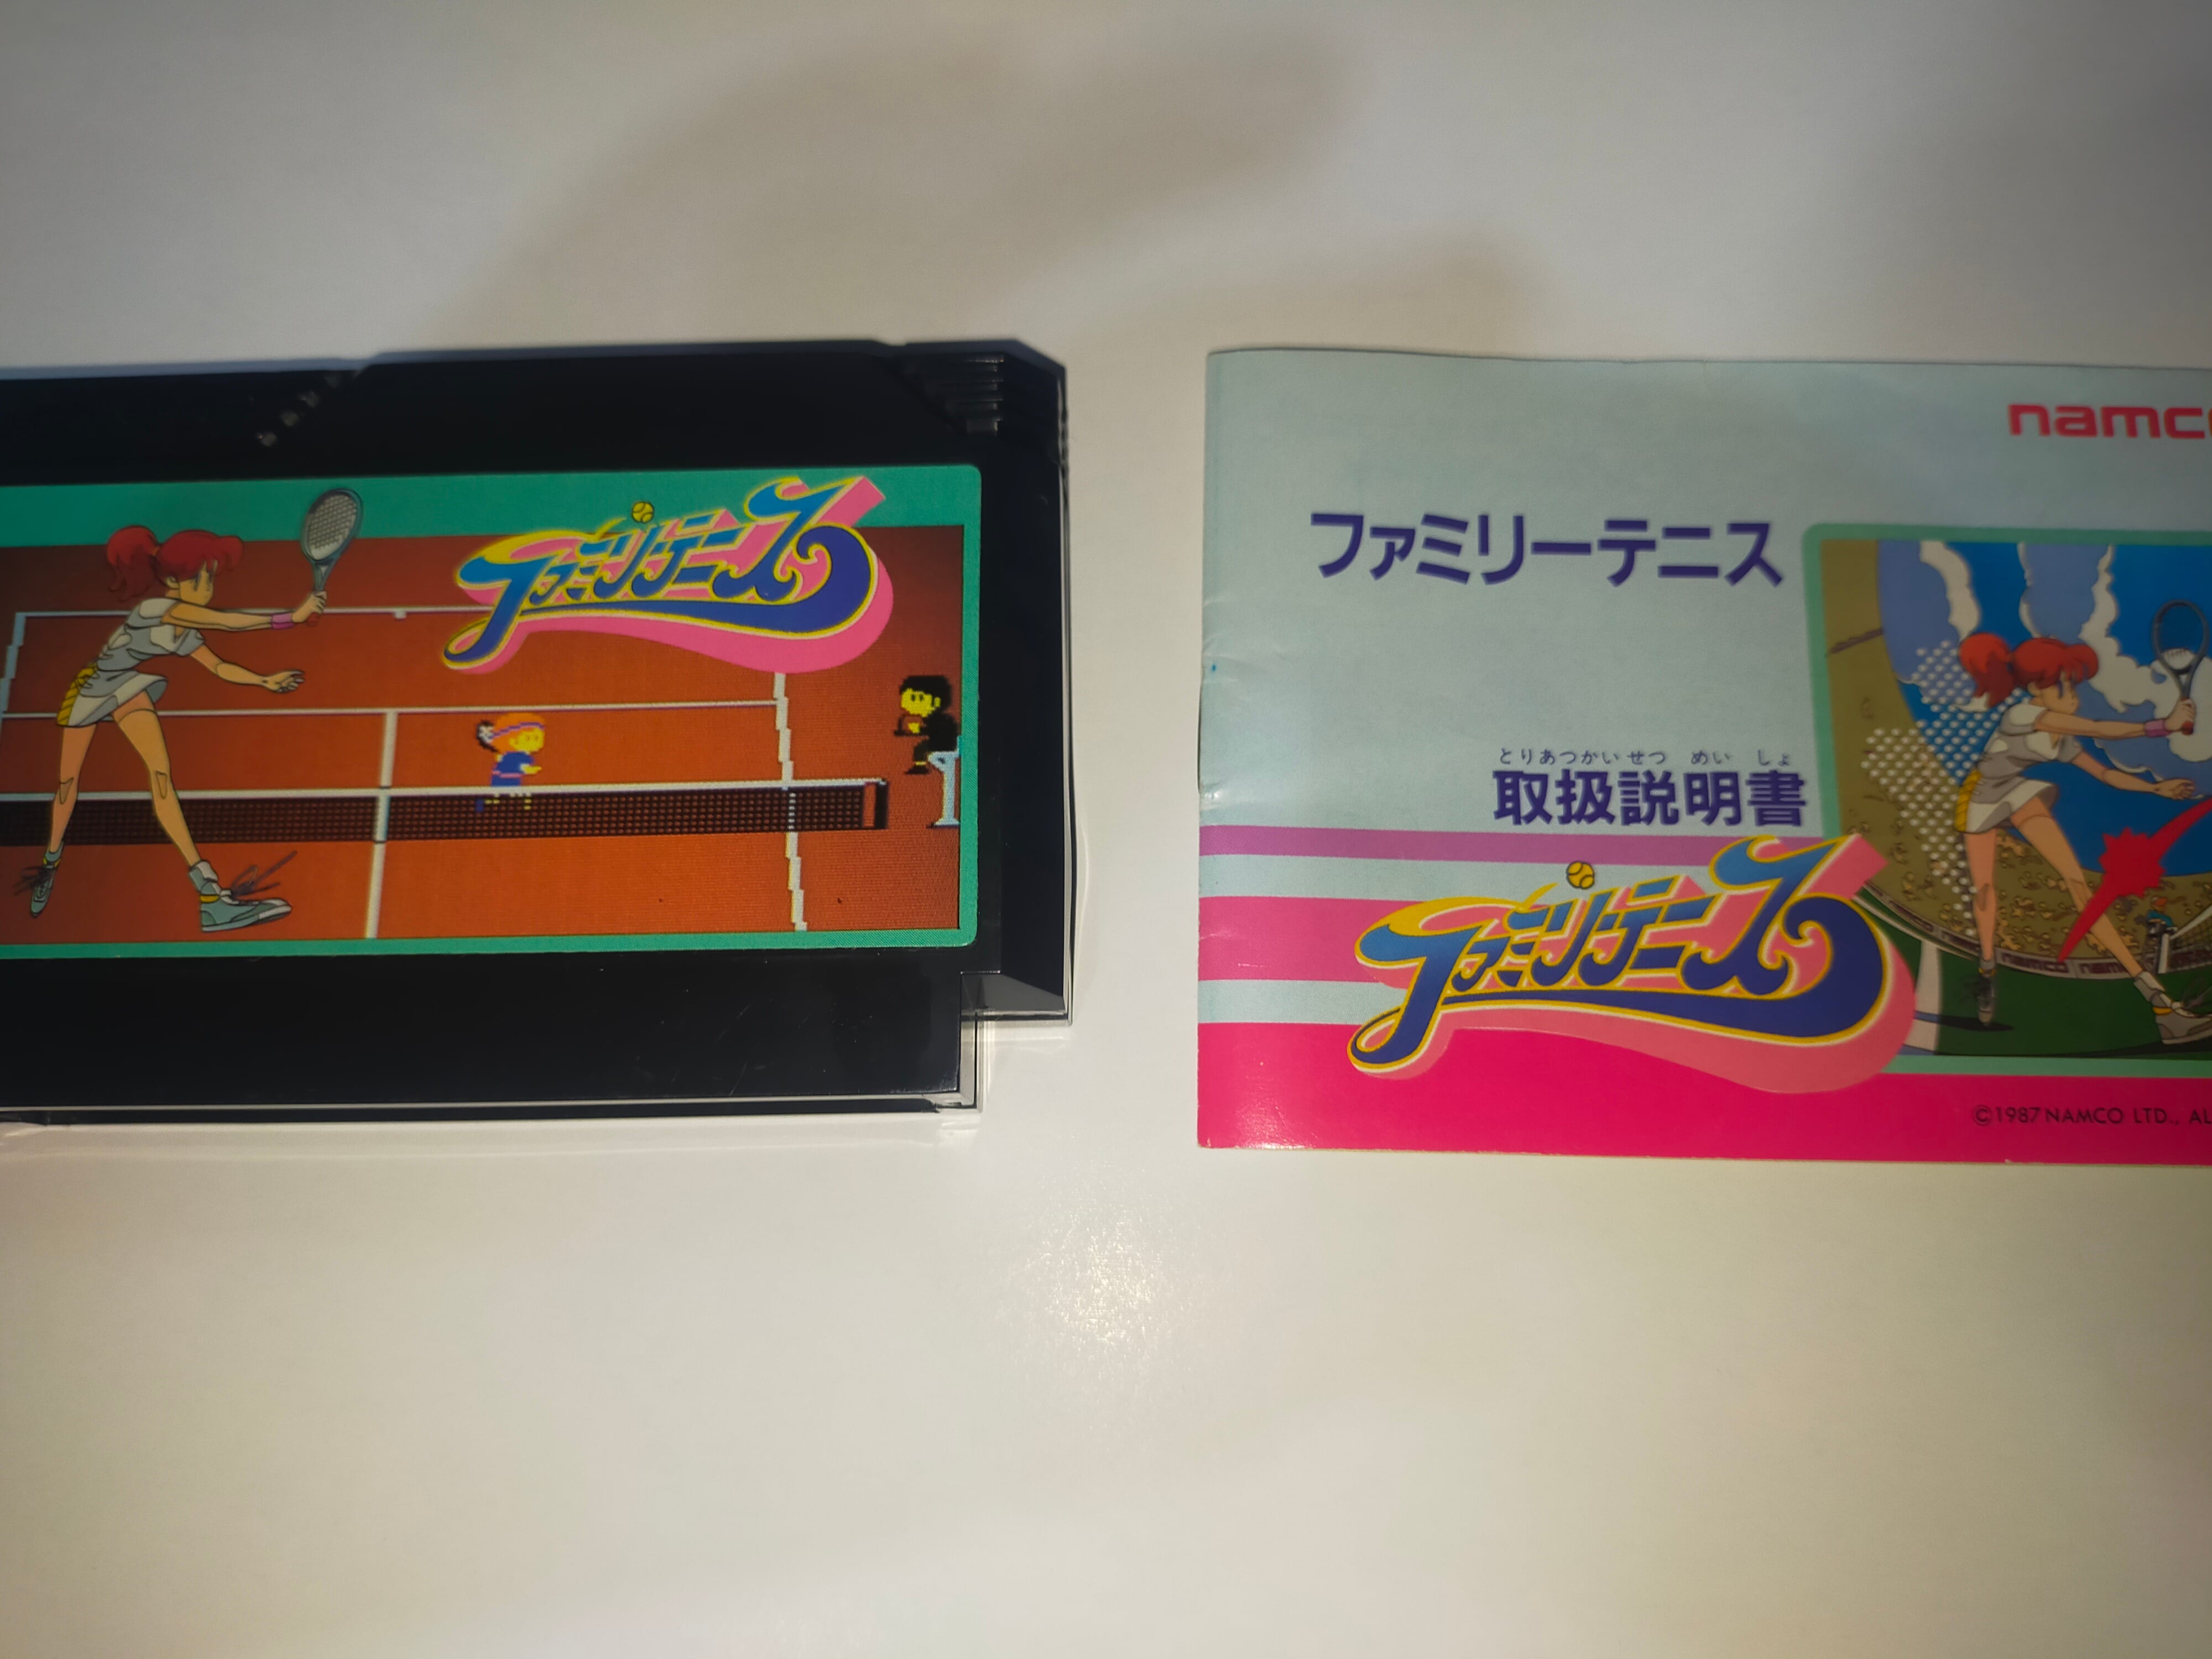 ファミリーテニス
namco
ファミリーテニス
とりあつかいせつ めい しょ
取扱説明書
ファミリーテニス
©1987 NAMCO LTD., AL